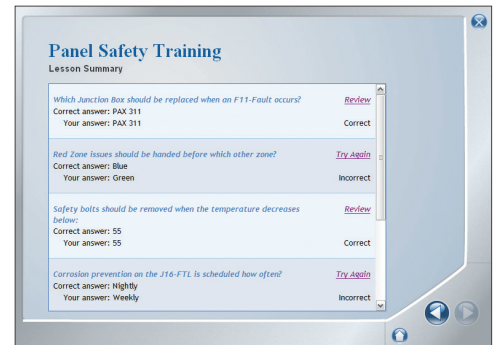 Panel Safety Training
Lesson Summary
Which Junction Box should be replaced when an F11-Fault occurs? Review
Correct answer: PAX 311
Your answer: PAX 311 Correct
Red Zone issues should be handed before which other zone? Try Again
Correct answer: Blue
Your answer: Green Incorrect
Safety bolts should be removed when the temperature decreases Review
below:
Correct answer: 55
Your answer: 55 Correct
Corrosion prevention on the J16-FTL is scheduled how often? Try Again
Correct answer: Nightly
Your answer: Weekly Incorrect